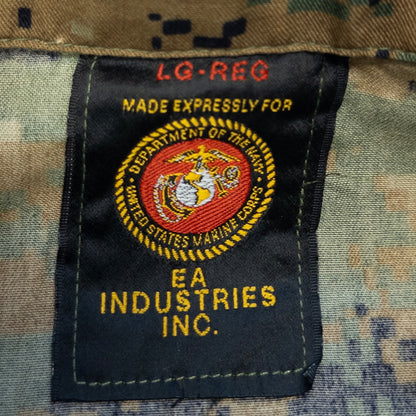 LG-REG
MADE EXPRESSLY FOR
DEPARTMENT OF THE NAVY
UNITED STATES MARINE CORPS
EA
INDUSTRIES
INC.